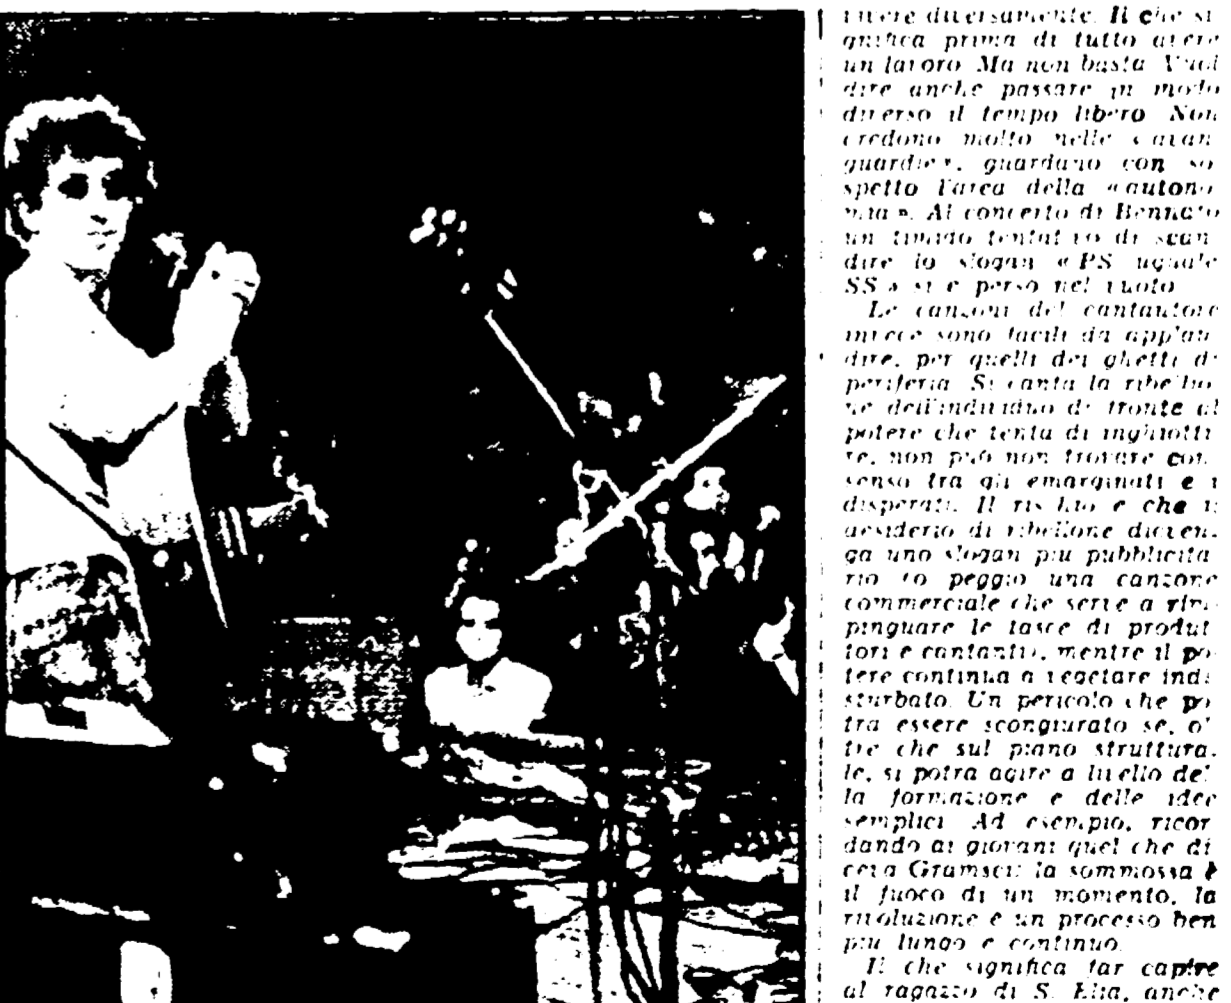 vivere diversamente. Il che si
gnifica prima di tutto avere
un lavoro Ma non basta Vuol
dire anche passare in modo
diverso il tempo libero Non
credono molto nelle « avan
guardie », guardano con so
spetto l'area della « autono
mia ». Al concerto di Bennato
un timido tentativo di scan
dire lo slogan « PS uguale
SS » si è perso nel vuoto
Le canzoni del cantautore
invece sono facili da applau
dire, per quelli dei ghetti di
periferia Si canta la ribellio
ne dell'individuo di fronte al
potere che tenta di inghiotti
re, non può non trovare con
senso tra gli emarginati e i
disperati. Il rischio è che il
desiderio di ribellone diven
ga uno slogan più pubblicita
rio (o peggio una canzone
commerciale che serve a rim
pinguare le tasce di produt
tori e cantanti), mentre il po
tere continua a vegetare indi
sturbato. Un pericolo che po
trà essere scongiurato se, ol
tre che sul piano struttura
le, si potrà agire a livello del
la formazione e delle idee
semplici Ad esempio, ricor
dando ai giovani quel che di
ceva Gramsci: la sommossa è
il fuoco di un momento, la
rivoluzione è un processo ben
più lungo e continuo.
Il che significa far capire
al ragazzo di S. Elia, anche